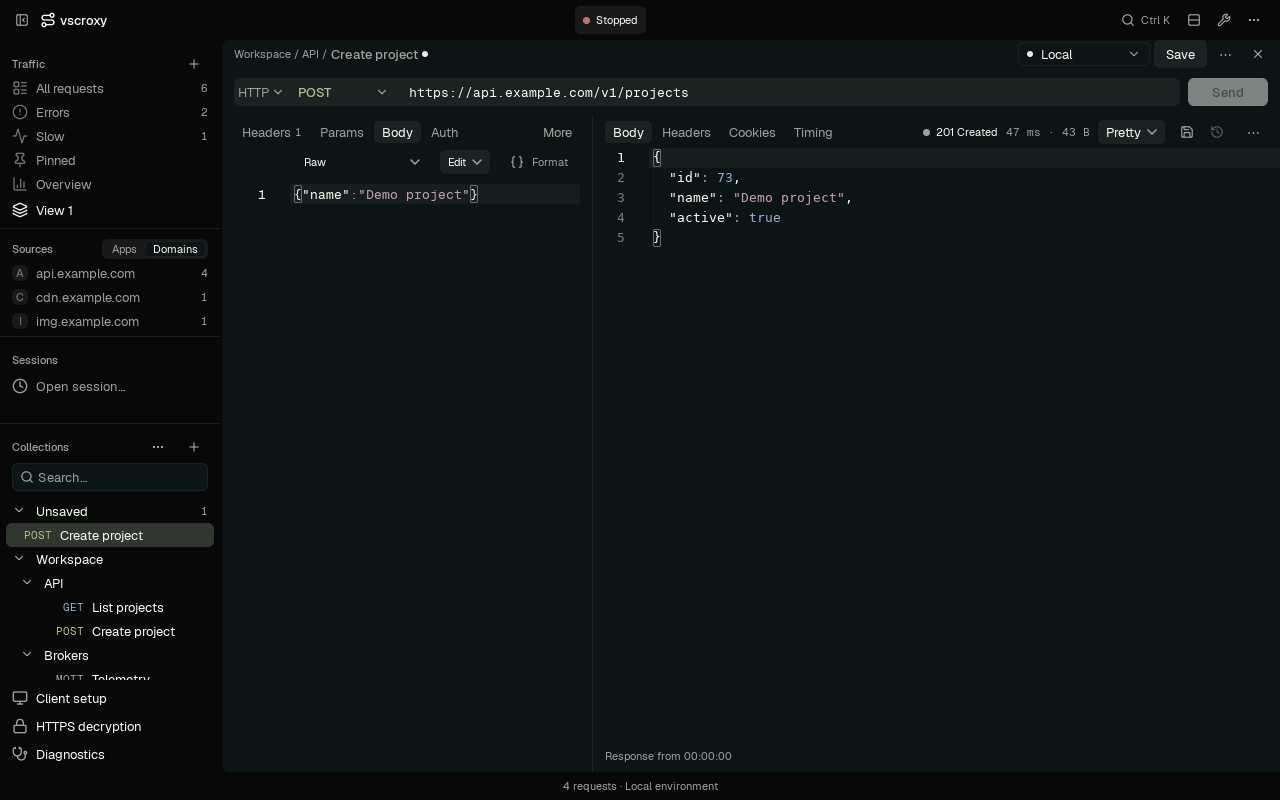 vscroxy
Stopped
Ctrl K
Traffic
All requests 6
Errors 2
Slow 1
Pinned
Overview
View 1
Sources Apps Domains
A api.example.com 4
C cdn.example.com 1
I img.example.com 1
Sessions
Open session...
Collections
Search...
Unsaved 1
POST Create project
Workspace
API
GET List projects
POST Create project
Brokers
MQTT Telemetry
Client setup
HTTPS decryption
Diagnostics
Workspace / API / Create project
Local Save
HTTP POST https://api.example.com/v1/projects Send
Headers 1 Params Body Auth More
Raw Edit {} Format
1 {"name":"Demo project"}
Body Headers Cookies Timing 201 Created 47 ms · 43 B Pretty
1 {
2 "id": 73,
3 "name": "Demo project",
4 "active": true
5 }
Response from 00:00:00
4 requests · Local environment